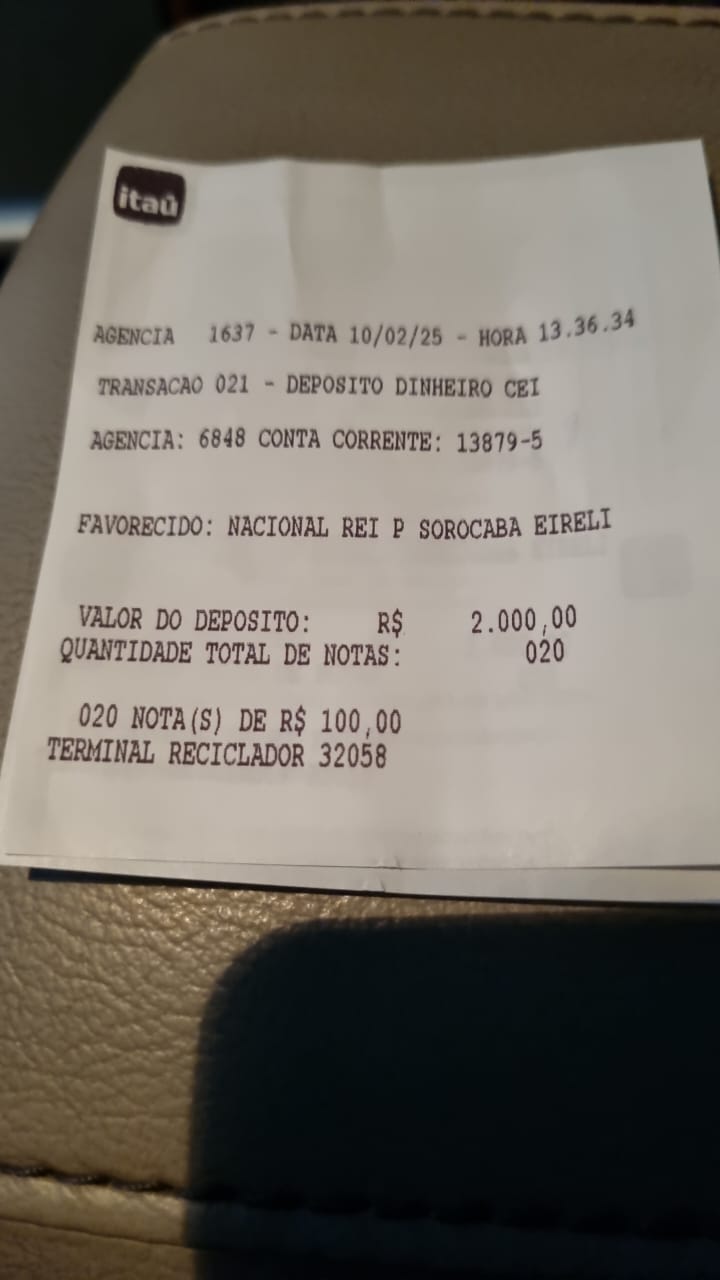 itaú
AGENCIA 1637 - DATA 10/02/25 - HORA 13.36.34
TRANSACAO 021 - DEPOSITO DINHEIRO CEI
AGENCIA: 6848 CONTA CORRENTE: 13879-5
FAVORECIDO: NACIONAL REI P SOROCABA EIRELI
VALOR DO DEPOSITO: R$ 2.000,00
QUANTIDADE TOTAL DE NOTAS: 020
020 NOTA(S) DE R$ 100,00
TERMINAL RECICLADOR 32058